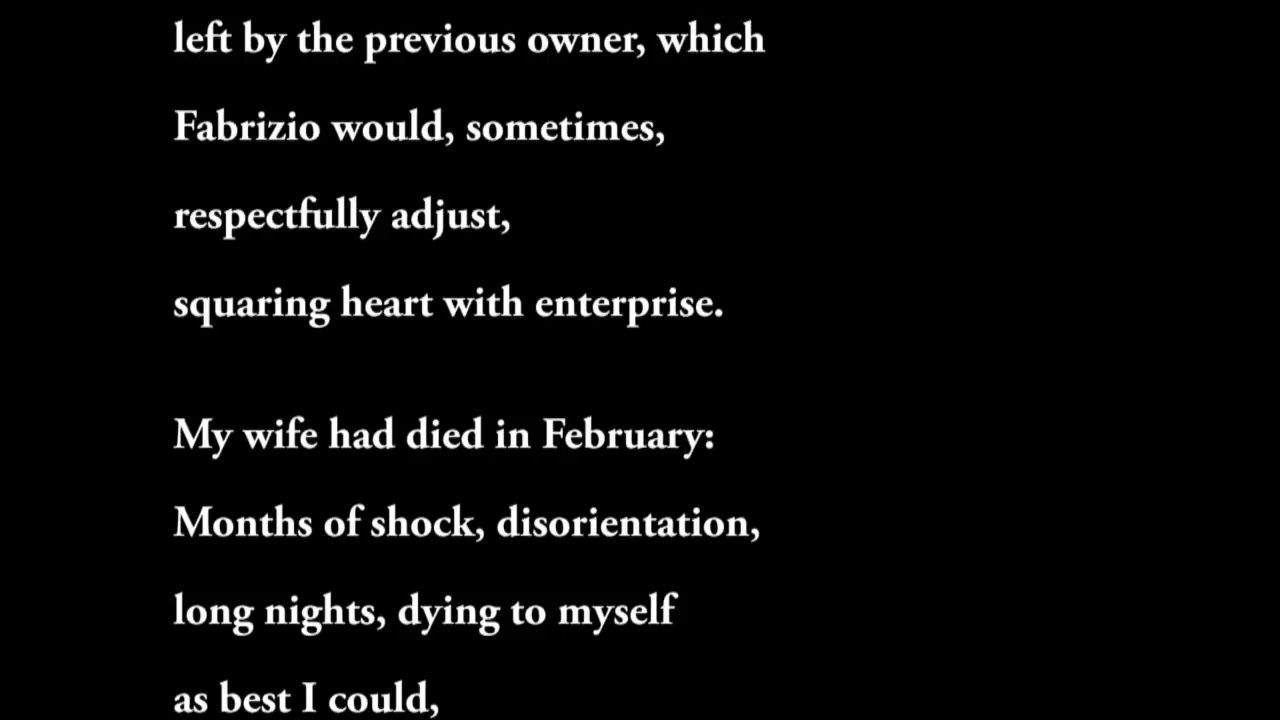 left by the previous owner, which
Fabrizio would, sometimes,
respectfully adjust,
squaring heart with enterprise.
My wife had died in February:
Months of shock, disorientation,
long nights, dying to myself
as best I could,